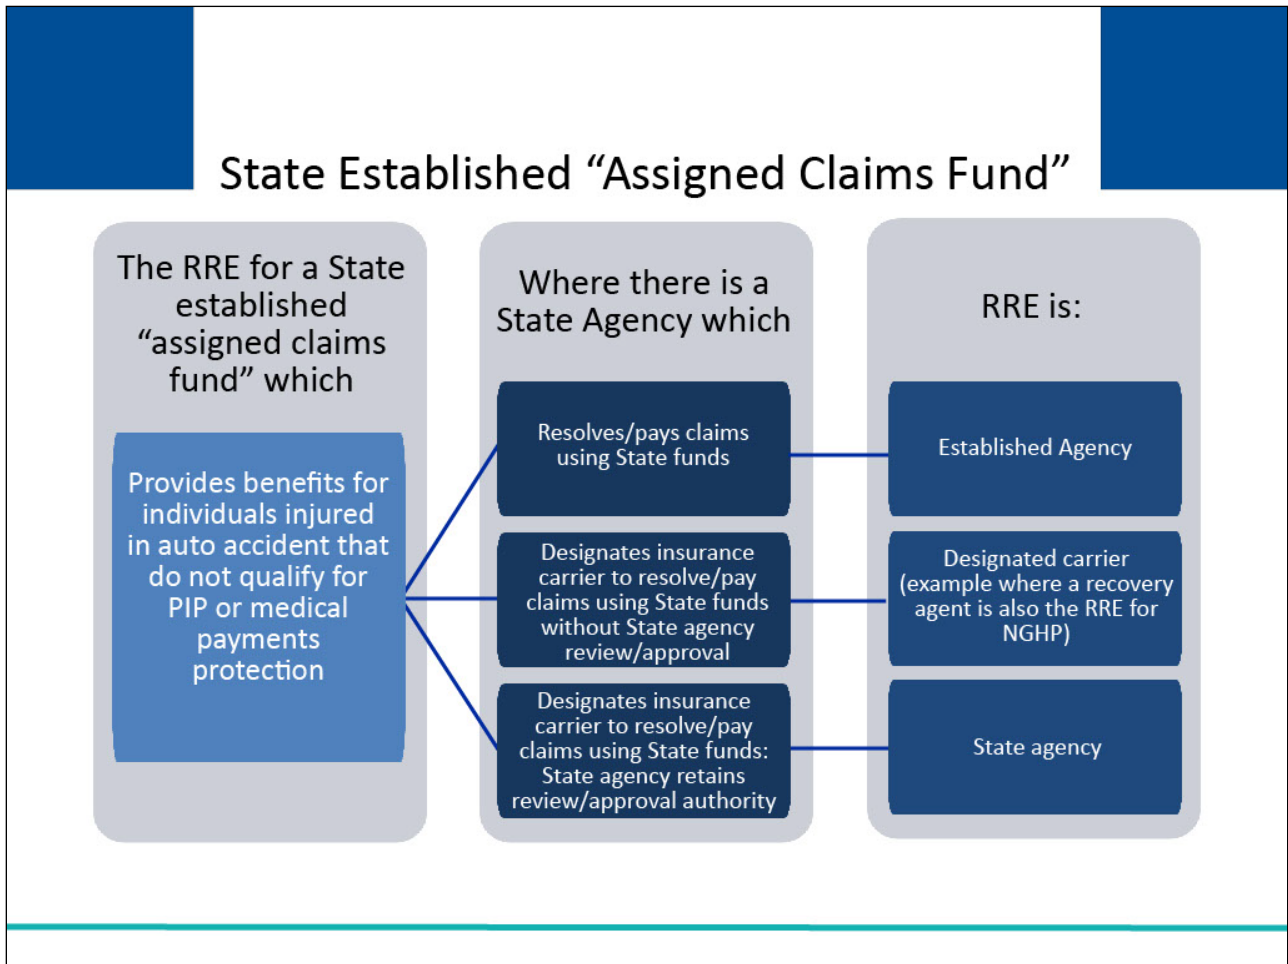 State Established “Assigned Claims Fund”
The RRE for a State
established
“assigned claims
fund” which
Provides benefits for
individuals injured
in auto accident that
do not qualify for
PIP or medical
payments
protection
Where there is a
State Agency which
Resolves/pays claims
using State funds
Designates insurance
carrier to resolve/pay
claims using State funds
without State agency
review/approval
Designates insurance
carrier to resolve/pay
claims using State funds:
State agency retains
review/approval authority
RRE is:
Established Agency
Designated carrier
(example where a recovery
agent is also the RRE for
NGHP)
State agency